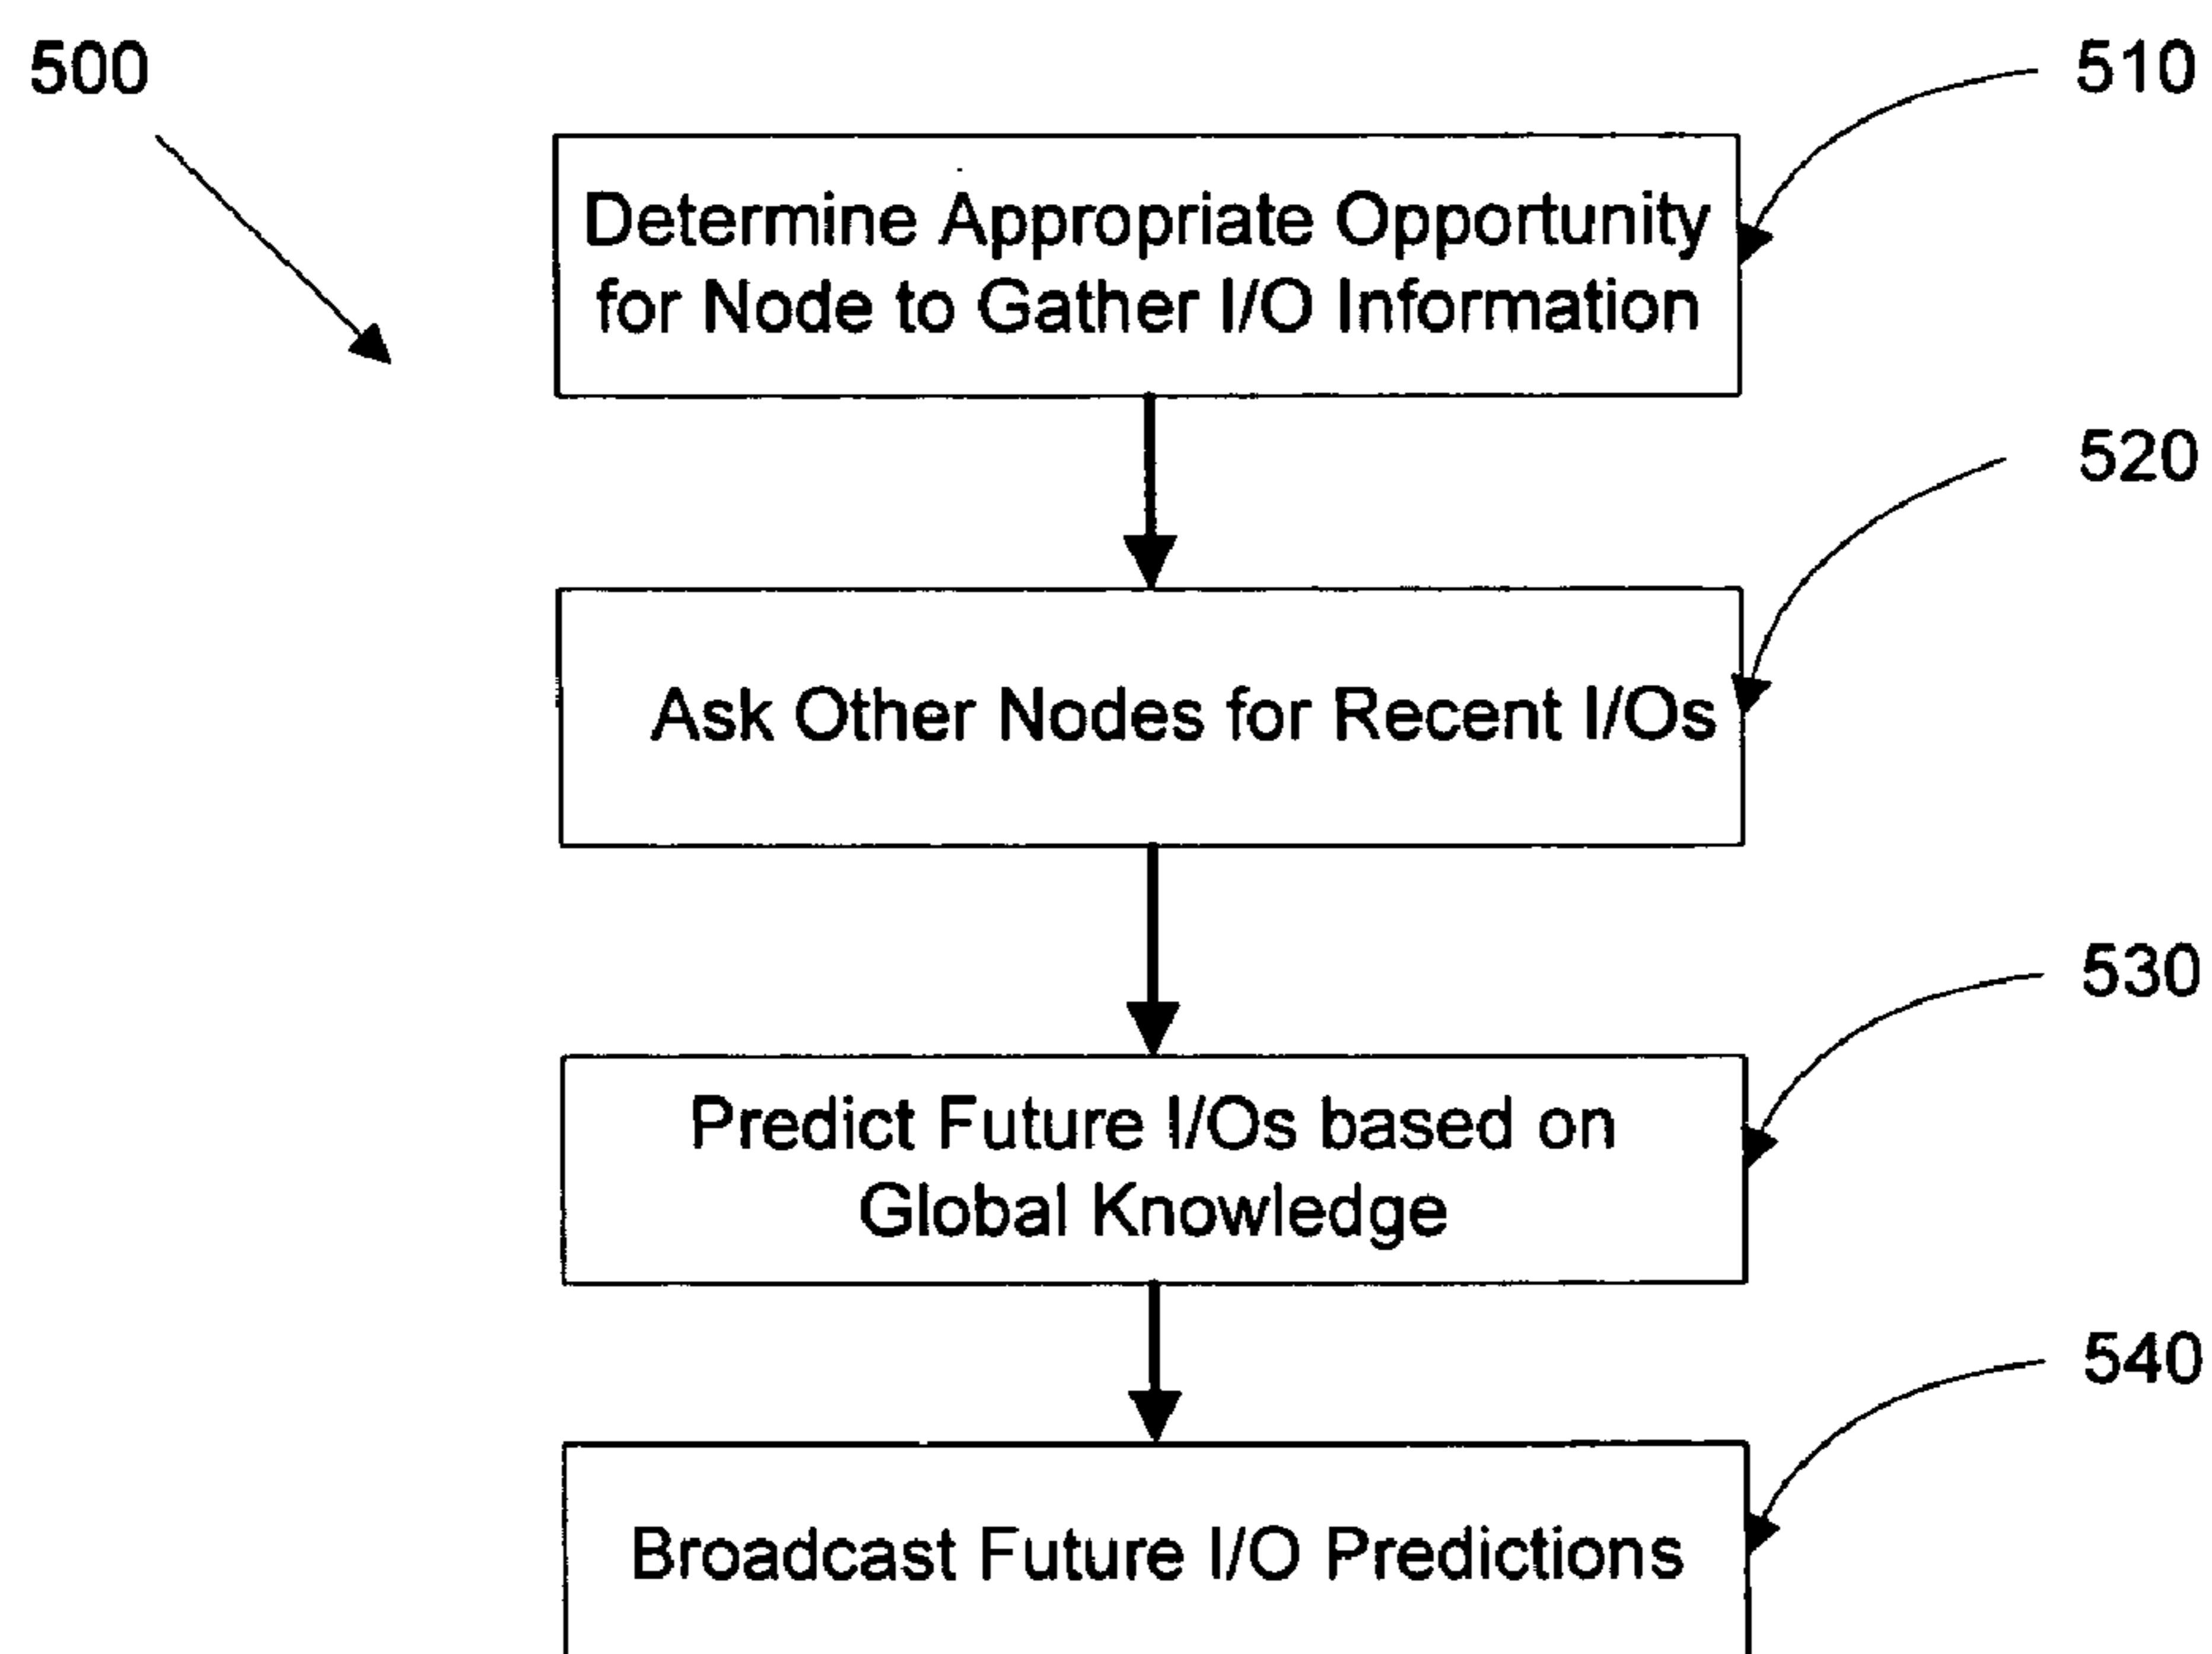 500
510
Determine Appropriate Opportunity
for Node to Gather I/O Information
520
Ask Other Nodes for Recent I/Os
530
Predict Future I/Os based on
Global Knowledge
540
Broadcast Future I/O Predictions